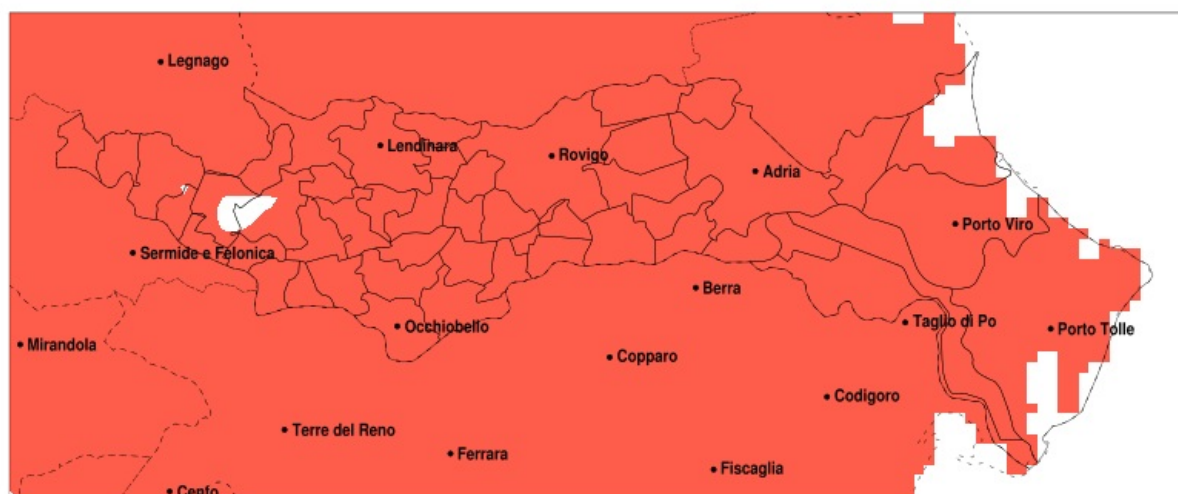 Legnago
Lendinara
Rovigo
Adria
Porto Viro
Sermide e Felonica
Berra
Taglio di Po
Porto Tolle
Occhiobello
Mirandola
Copparo
Codigoro
Terre del Reno
Ferrara
Fiscaglia
Cento